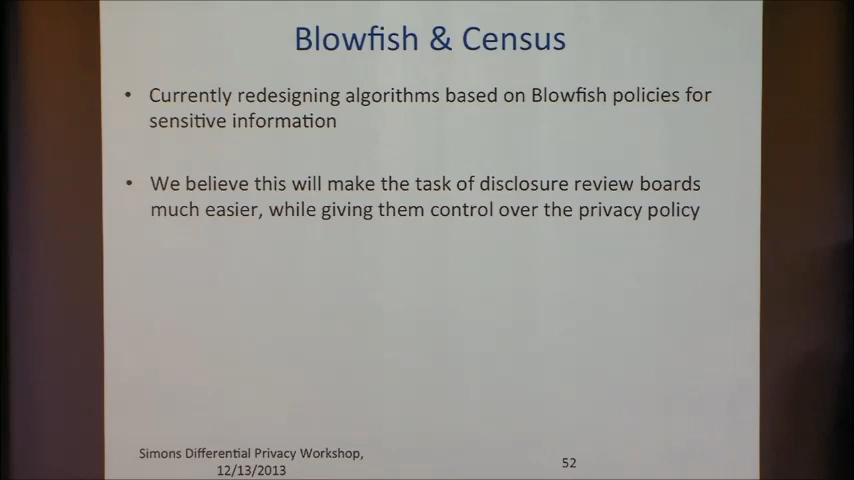 Blowfish & Census
• Currently redesigning algorithms based on Blowfish policies for
sensitive information
• We believe this will make the task of disclosure review boards
much easier, while giving them control over the privacy policy
Simons Differential Privacy Workshop,
12/13/2013
52